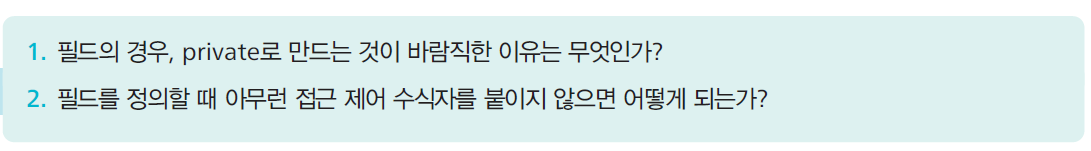 1. 필드의 경우, private로 만드는 것이 바람직한 이유는 무엇인가?
2. 필드를 정의할 때 아무런 접근 제어 수식자를 붙이지 않으면 어떻게 되는가?